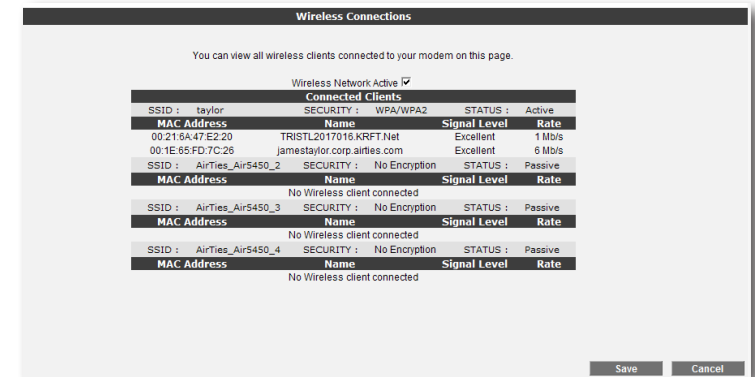 Wireless Connections
You can view all wireless clients connected to your modem on this page.
Wireless Network Active
Connected Clients
SSID : taylor SECURITY : WPA/WPA2 STATUS : Active
MAC Address Name Signal Level Rate
00:21:6A:47:E2:20 TRISTL2017016.KRFT.Net Excellent 1 Mb/s
00:1E:65:FD:7C:26 jamestaylor.corp.airties.com Excellent 6 Mb/s
SSID : AirTies_Air5450_2 SECURITY : No Encryption STATUS : Passive
MAC Address Name Signal Level Rate
No Wireless client connected
SSID : AirTies_Air5450_3 SECURITY : No Encryption STATUS : Passive
MAC Address Name Signal Level Rate
No Wireless client connected
SSID : AirTies_Air5450_4 SECURITY : No Encryption STATUS : Passive
MAC Address Name Signal Level Rate
No Wireless client connected
Save Cancel